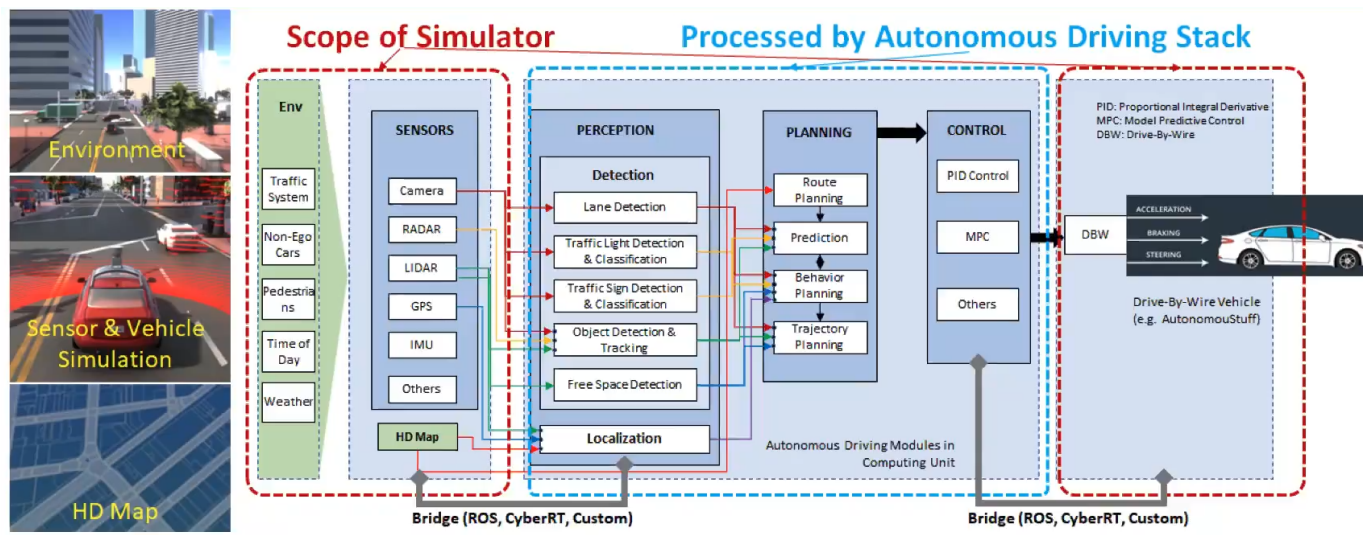 Environment
Sensor & Vehicle
Simulation
HD Map
Scope of Simulator
Processed by Autonomous Driving Stack
Env
Traffic
System
Non-Ego
Cars
Pedestri
ans
Time of
Day
Weather
SENSORS
Camera
RADAR
LIDAR
GPS
IMU
Others
HD Map
PERCEPTION
Detection
Lane Detection
Traffic Light Detection
& Classification
Traffic Sign Detection
& Classification
Object Detection &
Tracking
Free Space Detection
Localization
PLANNING
Route
Planning
Prediction
Behavior
Planning
Trajectory
Planning
Autonomous Driving Modules in
Computing Unit
CONTROL
PID Control
MPC
Others
PID: Proportional Integral Derivative
MPC: Model Predictive Control
DBW: Drive-By-Wire
DBW
ACCELERATION
BRAKING
STEERING
Drive-By-Wire Vehicle
(e.g. AutonomouStuff)
Bridge (ROS, CyberRT, Custom)
Bridge (ROS, CyberRT, Custom)